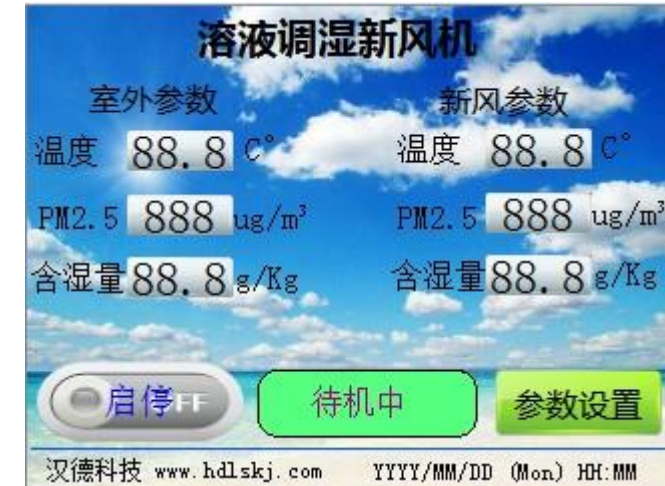 溶液调湿新风机
室外参数 新风参数
温度 88.8 C° 温度 88.8 C°
PM2.5 888 ug/m³ PM2.5 888 ug/m³
含湿量 88.8 g/Kg 含湿量 88.8 g/Kg
启停FF 待机中 参数设置
汉德科技 www.hdlskj.com YYYY/MM/DD (Mon) HH:MM